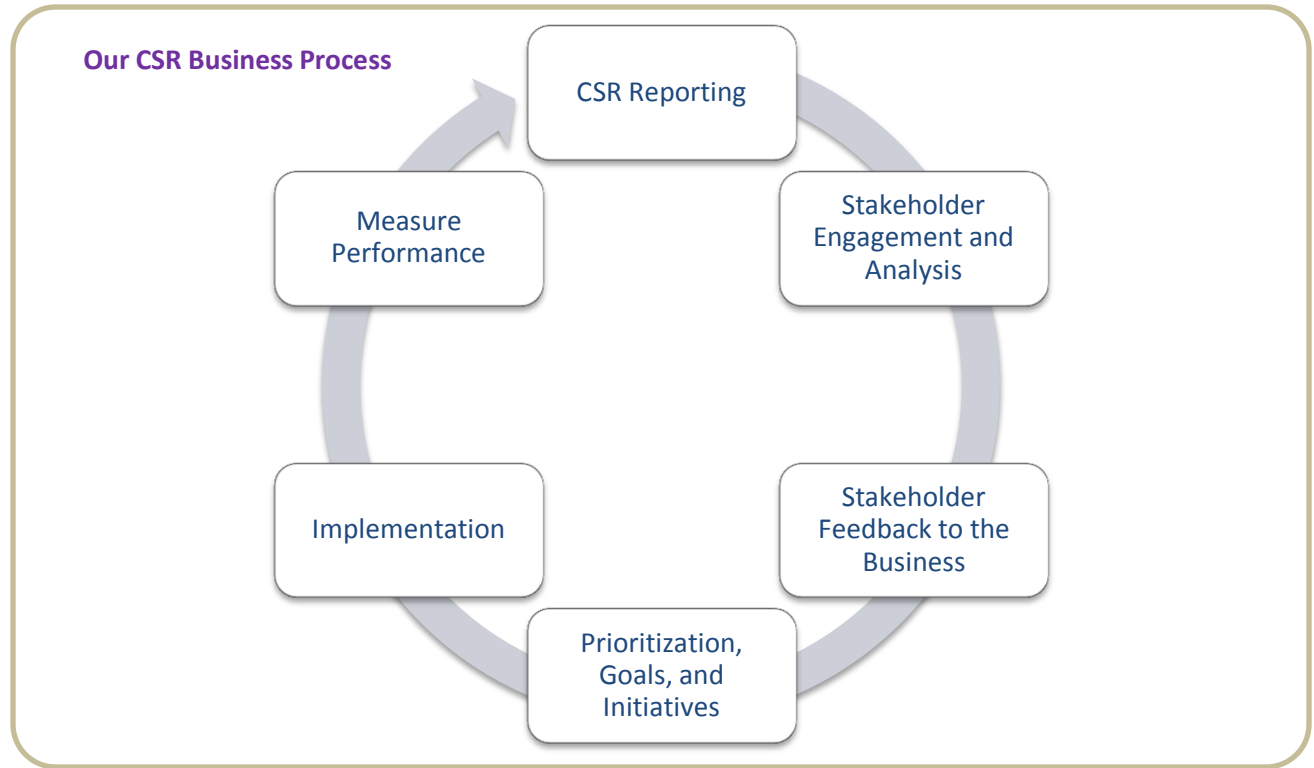 Our CSR Business Process
CSR Reporting
Stakeholder
Engagement and
Analysis
Stakeholder
Feedback to the
Business
Prioritization,
Goals, and
Initiatives
Implementation
Measure
Performance